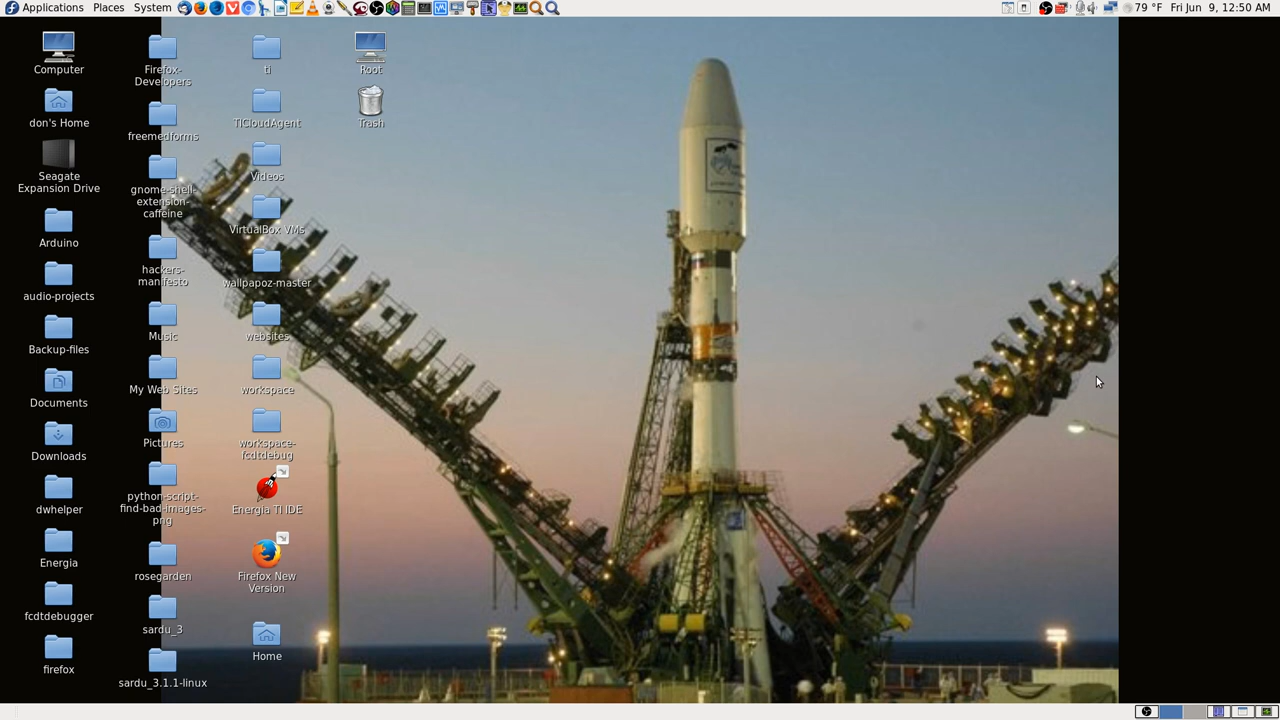 Applications Places System
79 °F Fri Jun 9, 12:50 AM
Computer
don's Home
Seagate
Expansion Drive
Arduino
audio-projects
Backup-files
Documents
Downloads
dwhelper
Energia
fcdtdebugger
firefox
Firefox-
Developers
freemedforms
gnome-shell-
extension-
caffeine
hackers-
manifesto
Music
My Web Sites
Pictures
python-script-
find-bad-images-
png
rosegarden
sardu_3
sardu_3.1.1-linux
ti
TICloudAgent
Videos
VirtualBox VMs
wallpapoz-master
websites
workspace
workspace-
fcdtdebug
Energia TI IDE
Firefox New
Version
Home
Root
Trash